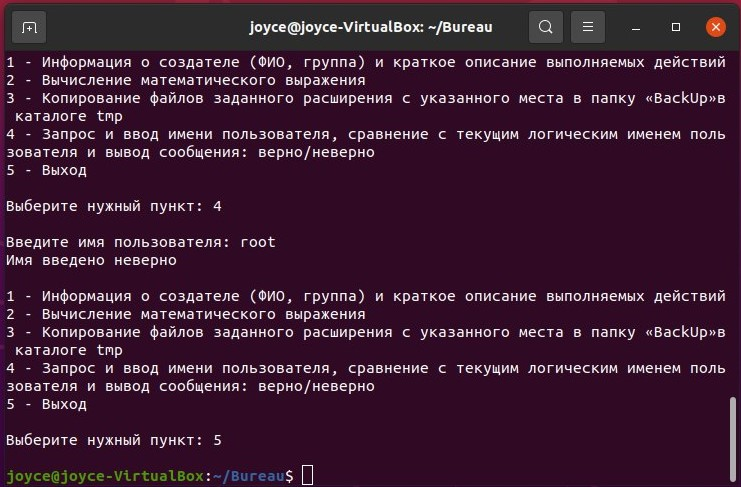 joyce@joyce-VirtualBox: ~/Bureau
1 - Информация о создателе (ФИО, группа) и краткое описание выполняемых действий
2 - Вычисление математического выражения
3 - Копирование файлов заданного расширения с указанного места в папку «BackUp»в
 каталоге tmp
4 - Запрос и ввод имени пользователя, сравнение с текущим логическим именем поль
зователя и вывод сообщения: верно/неверно
5 - Выход

Выберите нужный пункт: 4

Введите имя пользователя: root
Имя введено неверно

1 - Информация о создателе (ФИО, группа) и краткое описание выполняемых действий
2 - Вычисление математического выражения
3 - Копирование файлов заданного расширения с указанного места в папку «BackUp»в
 каталоге tmp
4 - Запрос и ввод имени пользователя, сравнение с текущим логическим именем поль
зователя и вывод сообщения: верно/неверно
5 - Выход

Выберите нужный пункт: 5

joyce@joyce-VirtualBox:~/Bureau$